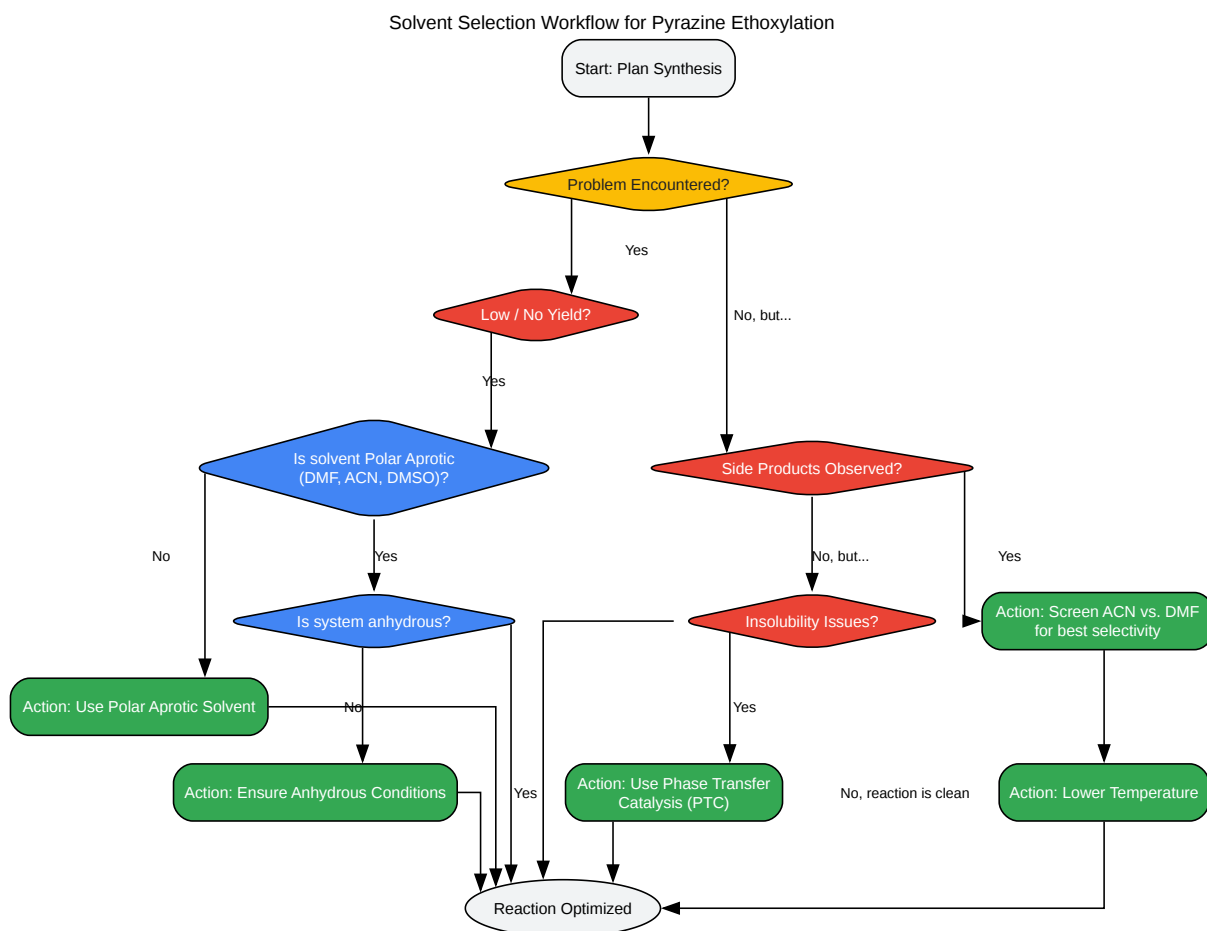 Solvent Selection Workflow for Pyrazine Ethoxylation
Start: Plan Synthesis
Problem Encountered?
Yes
Low / No Yield?
No, but...
Yes
Is solvent Polar Aprotic
(DMF, ACN, DMSO)?
Side Products Observed?
No
Yes
No, but...
Yes
Is system anhydrous?
Insolubility Issues?
Action: Screen ACN vs. DMF
for best selectivity
Action: Use Polar Aprotic Solvent
No
Yes
Action: Ensure Anhydrous Conditions
Yes
Action: Use Phase Transfer
Catalysis (PTC)
No, reaction is clean
Action: Lower Temperature
Reaction Optimized